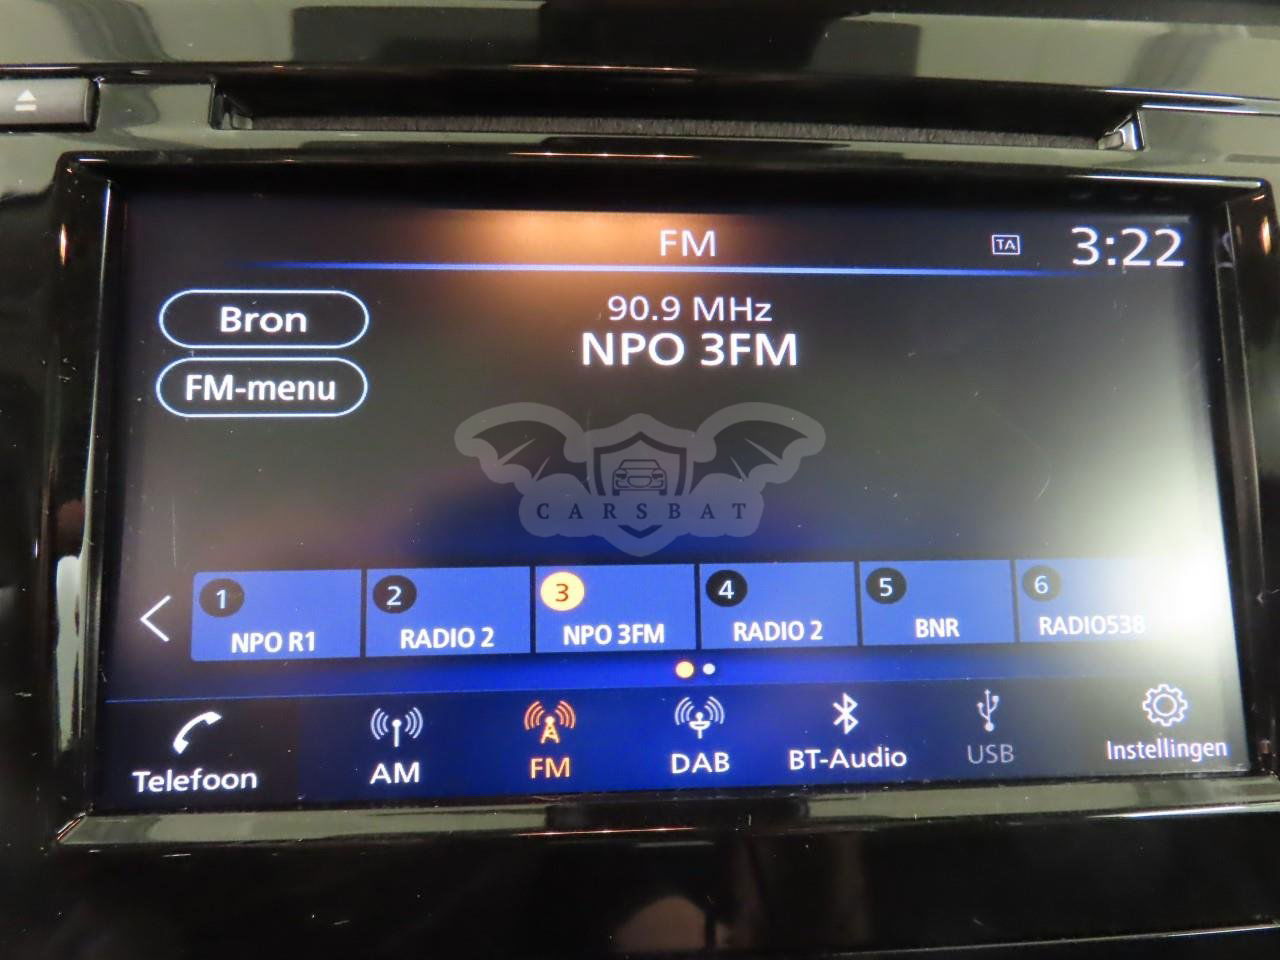 FM
TA
3:22
Bron
90.9 MHz
NPO 3FM
FM-menu
CARSBAT
1
2
3
4
5
6
NPO R1
RADIO 2
NPO 3FM
RADIO 2
BNR
RADIO538
Telefoon
AM
FM
DAB
BT-Audio
USB
Instellingen